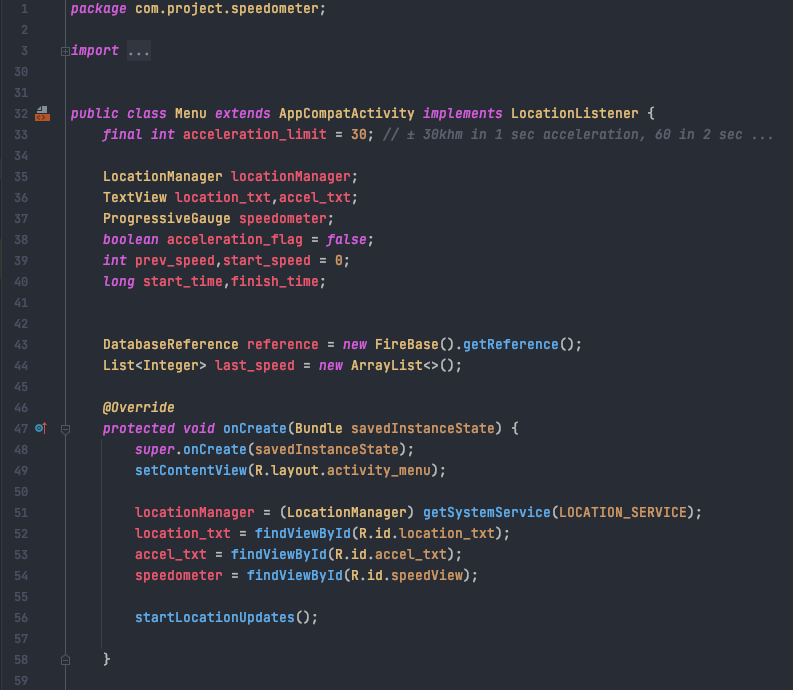 1 package com.project.speedometer;
2
3 import ...
30
31
32 public class Menu extends AppCompatActivity implements LocationListener {
33 final int acceleration_limit = 30; // ± 30khm in 1 sec acceleration, 60 in 2 sec ...
34
35 LocationManager locationManager;
36 TextView location_txt,accel_txt;
37 ProgressiveGauge speedometer;
38 boolean acceleration_flag = false;
39 int prev_speed,start_speed = 0;
40 long start_time,finish_time;
41
42
43 DatabaseReference reference = new FireBase().getReference();
44 List<Integer> last_speed = new ArrayList<>();
45
46 @Override
47 protected void onCreate(Bundle savedInstanceState) {
48 super.onCreate(savedInstanceState);
49 setContentView(R.layout.activity_menu);
50
51 locationManager = (LocationManager) getSystemService(LOCATION_SERVICE);
52 location_txt = findViewById(R.id.location_txt);
53 accel_txt = findViewById(R.id.accel_txt);
54 speedometer = findViewById(R.id.speedView);
55
56 startLocationUpdates();
57
58 }
59